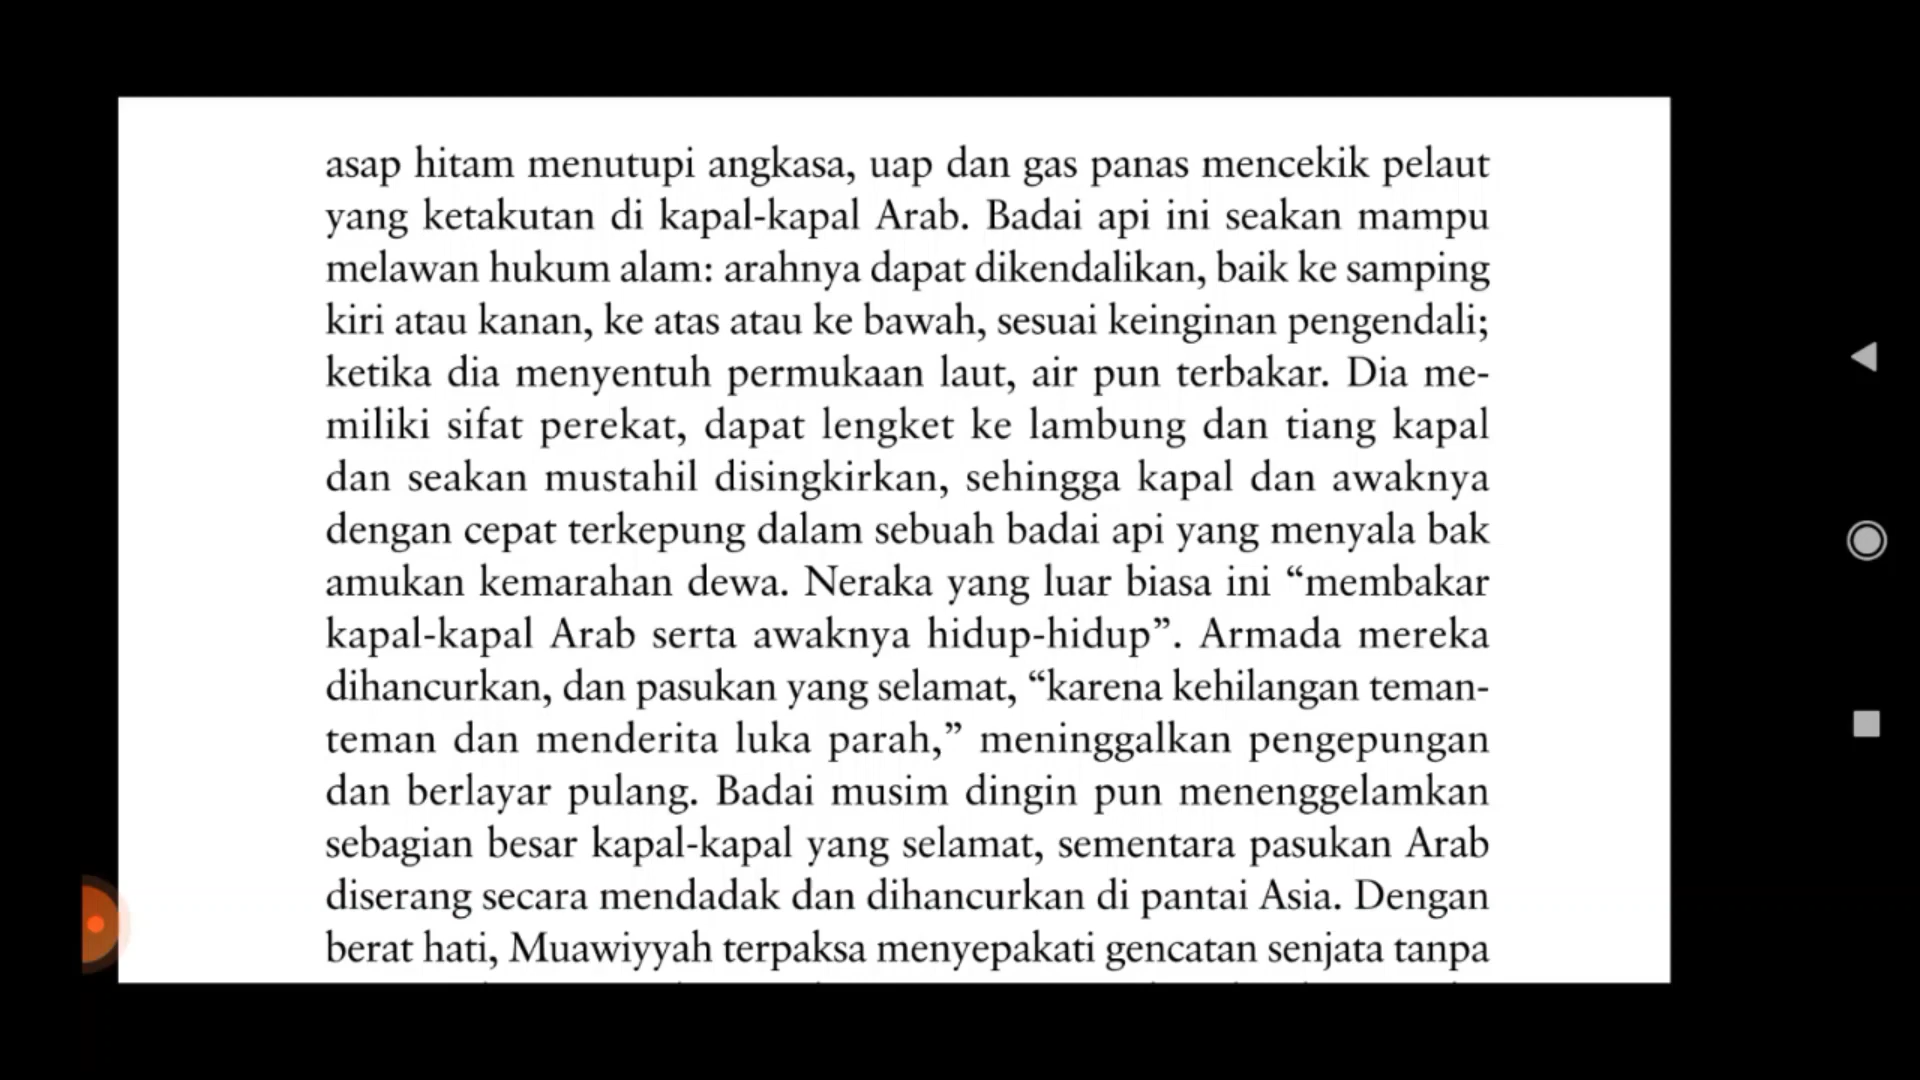 asap hitam menutupi angkasa, uap dan gas panas mencekik pelaut
yang ketakutan di kapal-kapal Arab. Badai api ini seakan mampu
melawan hukum alam: arahnya dapat dikendalikan, baik ke samping
kiri atau kanan, ke atas atau ke bawah, sesuai keinginan pengendali;
ketika dia menyentuh permukaan laut, air pun terbakar. Dia me-
miliki sifat perekat, dapat lengket ke lambung dan tiang kapal
dan seakan mustahil disingkirkan, sehingga kapal dan awaknya
dengan cepat terkepung dalam sebuah badai api yang menyala bak
amukan kemarahan dewa. Neraka yang luar biasa ini “membakar
kapal-kapal Arab serta awaknya hidup-hidup”. Armada mereka
dihancurkan, dan pasukan yang selamat, “karena kehilangan teman-
teman dan menderita luka parah,” meninggalkan pengepungan
dan berlayar pulang. Badai musim dingin pun menenggelamkan
sebagian besar kapal-kapal yang selamat, sementara pasukan Arab
diserang secara mendadak dan dihancurkan di pantai Asia. Dengan
berat hati, Muawiyyah terpaksa menyepakati gencatan senjata tanpa